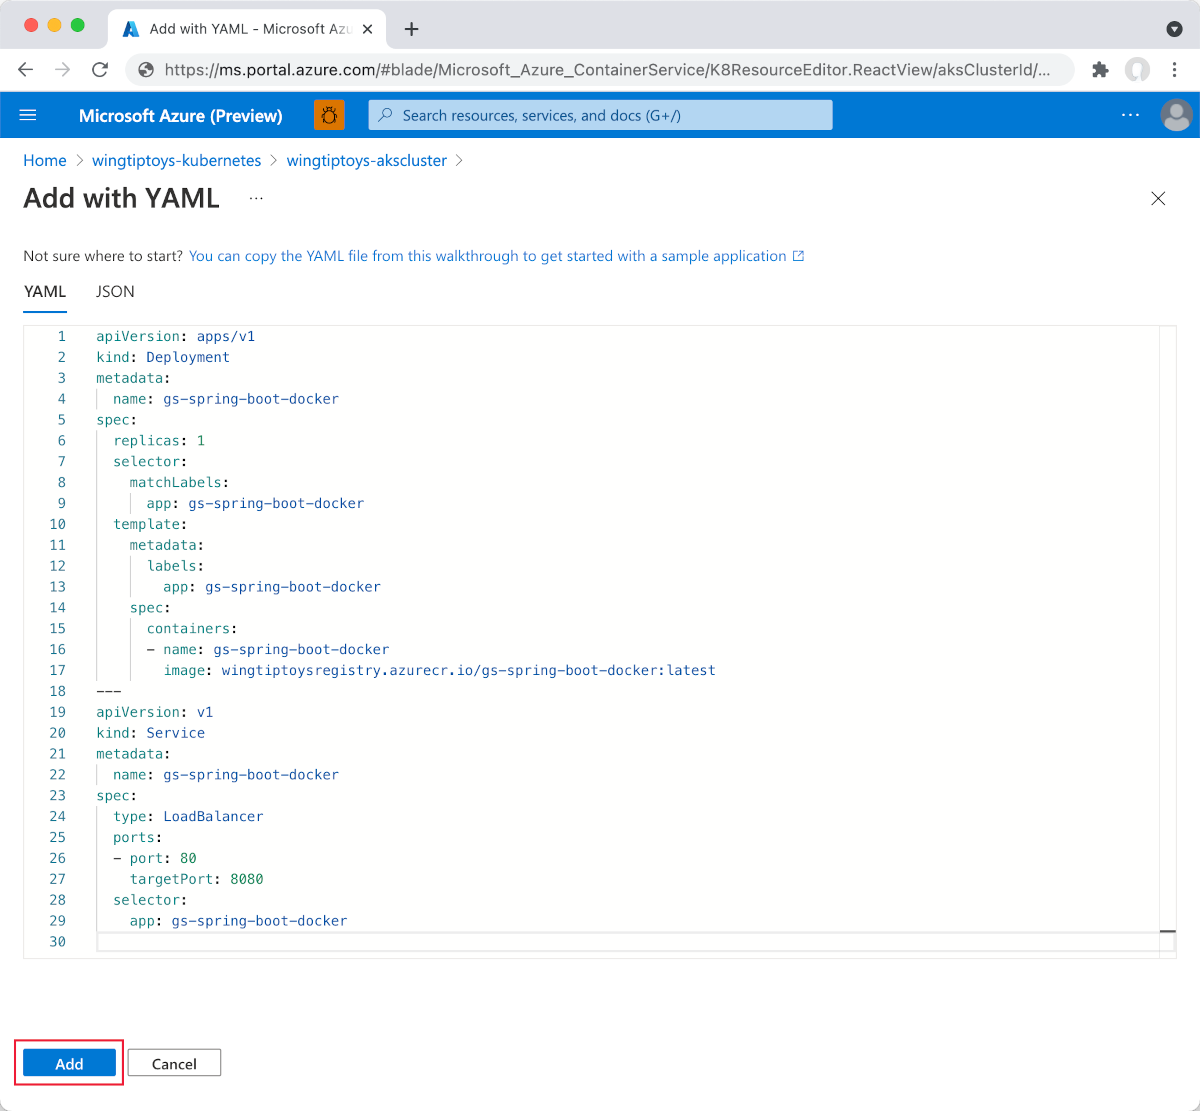 Add with YAML - Microsoft Azu
https://ms.portal.azure.com/#blade/Microsoft_Azure_ContainerService/K8ResourceEditor.ReactView/aksClusterId/...
Microsoft Azure (Preview)
Search resources, services, and docs (G+/)
Home > wingtiptoys-kubernetes > wingtiptoys-akscluster >
Add with YAML ...
Not sure where to start? You can copy the YAML file from this walkthrough to get started with a sample application
YAML JSON
1 apiVersion: apps/v1
2 kind: Deployment
3 metadata:
4   name: gs-spring-boot-docker
5 spec:
6   replicas: 1
7   selector:
8     matchLabels:
9       app: gs-spring-boot-docker
10   template:
11     metadata:
12       labels:
13         app: gs-spring-boot-docker
14     spec:
15       containers:
16       - name: gs-spring-boot-docker
17         image: wingtiptoysregistry.azurecr.io/gs-spring-boot-docker:latest
18 ---
19 apiVersion: v1
20 kind: Service
21 metadata:
22   name: gs-spring-boot-docker
23 spec:
24   type: LoadBalancer
25   ports:
26   - port: 80
27     targetPort: 8080
28   selector:
29     app: gs-spring-boot-docker
30
Add Cancel